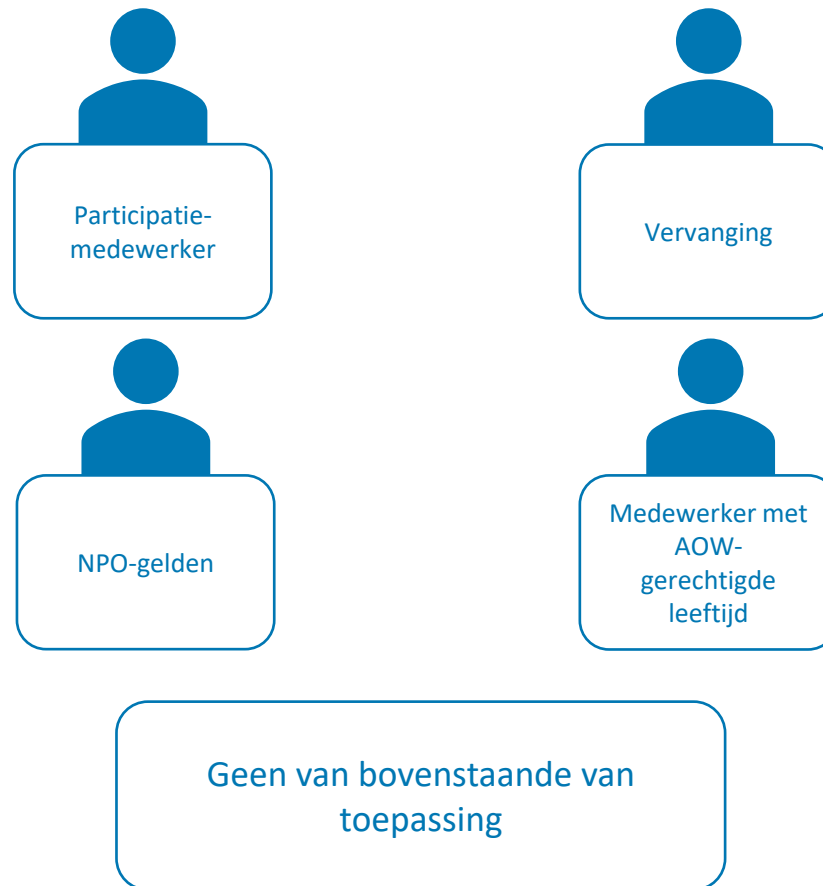 Participatie-
medewerker
Vervanging
NPO-gelden
Medewerker met
AOW-
gerechtigde
leeftijd
Geen van bovenstaande van
toepassing